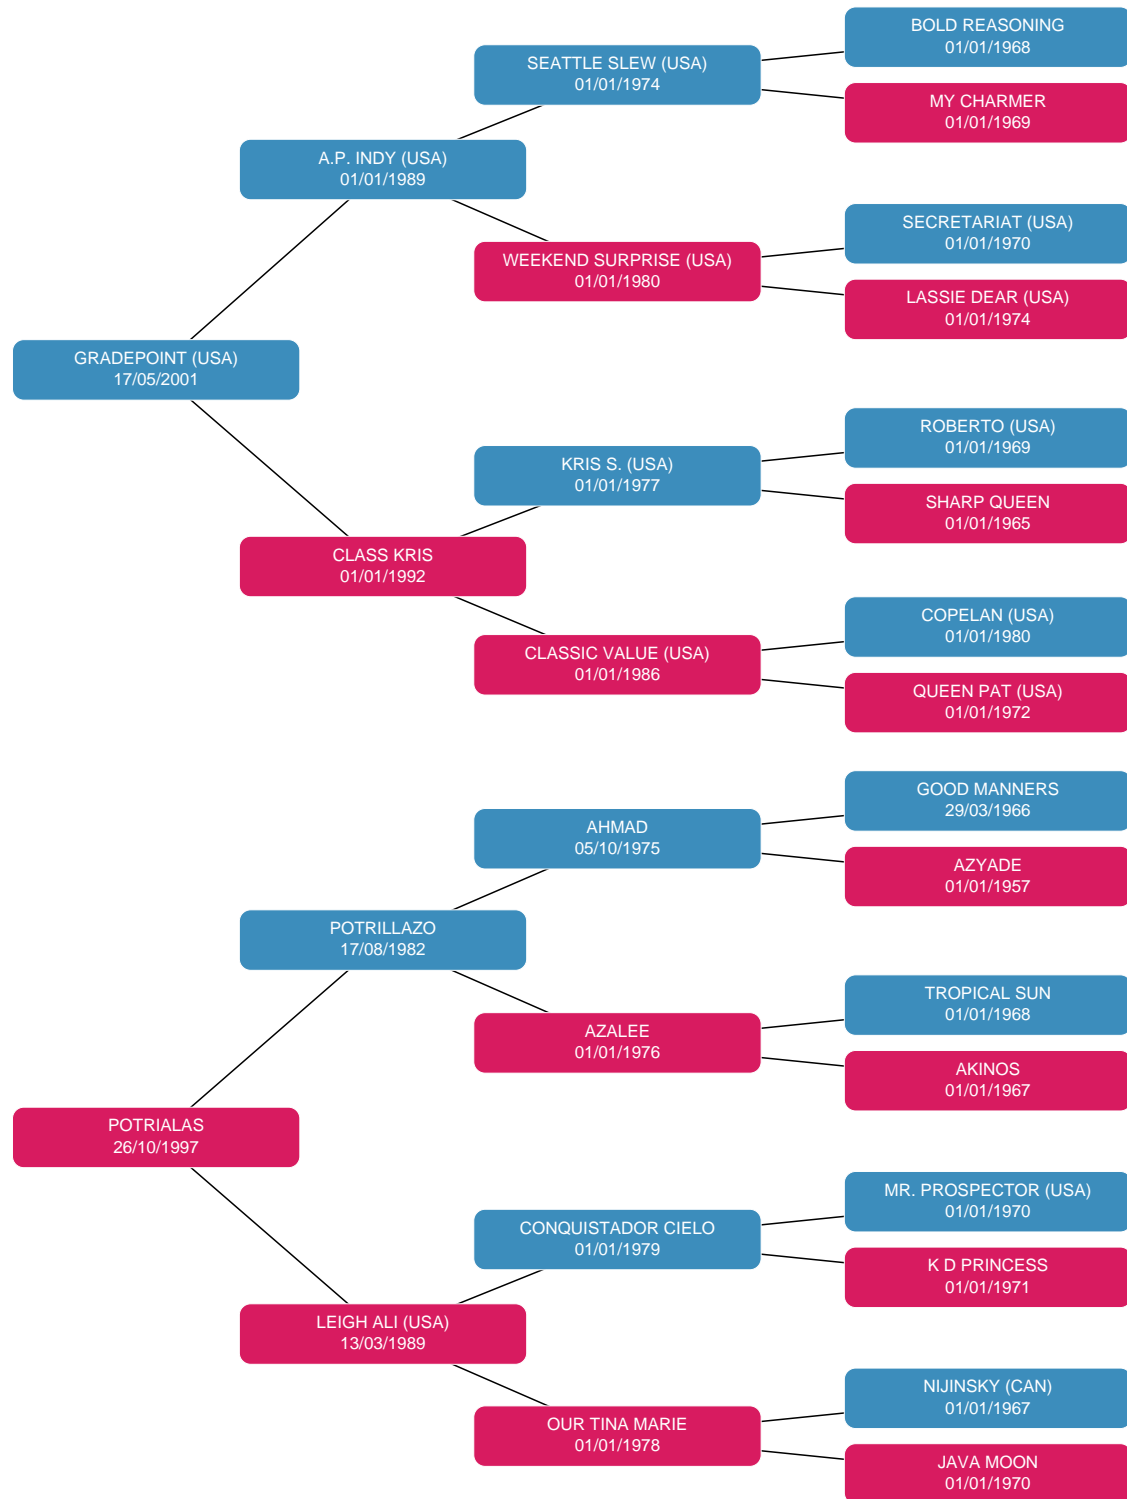 BOLD REASONING
01/01/1968
SEATTLE SLEW (USA)
01/01/1974
MY CHARMER
01/01/1969
A.P. INDY (USA)
01/01/1989
SECRETARIAT (USA)
01/01/1970
WEEKEND SURPRISE (USA)
01/01/1980
LASSIE DEAR (USA)
01/01/1974
GRADEPOINT (USA)
17/05/2001
ROBERTO (USA)
01/01/1969
KRIS S. (USA)
01/01/1977
SHARP QUEEN
01/01/1965
CLASS KRIS
01/01/1992
COPELAN (USA)
01/01/1980
CLASSIC VALUE (USA)
01/01/1986
QUEEN PAT (USA)
01/01/1972
GOOD MANNERS
29/03/1966
AHMAD
05/10/1975
AZYADE
01/01/1957
POTRILLAZO
17/08/1982
TROPICAL SUN
01/01/1968
AZALEE
01/01/1976
AKINOS
01/01/1967
POTRIALAS
26/10/1997
MR. PROSPECTOR (USA)
01/01/1970
CONQUISTADOR CIELO
01/01/1979
K D PRINCESS
01/01/1971
LEIGH ALI (USA)
13/03/1989
NIJINSKY (CAN)
01/01/1967
OUR TINA MARIE
01/01/1978
JAVA MOON
01/01/1970